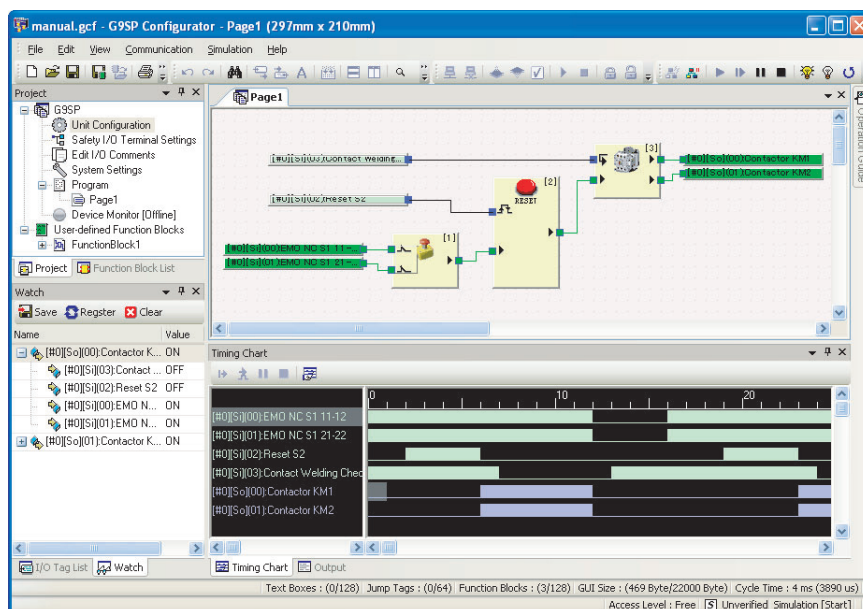 manual.gcf - G9SP Configurator - Page1 (297mm x 210mm)
File Edit View Communication Simulation Help
Project
G9SP
Unit Configuration
Safety I/O Terminal Settings
Edit I/O Comments
System Settings
Program
Page1
Device Monitor [Offline]
User-defined Function Blocks
FunctionBlock1
Project Function Block List
Page1
[#0][Si](03):Contact Welding...
[#0][Si](02):Reset S2
[#0][Si](00):EMO NC S1 11-...
[#0][Si](01):EMO NC S1 21-...
[1]
[2]
RESET
[3]
[#0][So](00):Contactor KM1
[#0][So](01):Contactor KM2
Operation Guide
Watch
Save Regster Clear
Name Value
[#0][So](00):Contactor K... ON
[#0][Si](03):Contact ... OFF
[#0][Si](02):Reset S2 OFF
[#0][Si](00):EMO N... ON
[#0][Si](01):EMO N... ON
[#0][So](01):Contactor K... ON
I/O Tag List Watch
Timing Chart
0 10 20
[#0][Si](00):EMO NC S1 11-12
[#0][Si](01):EMO NC S1 21-22
[#0][Si](02):Reset S2
[#0][Si](03):Contact Welding Chec
[#0][So](00):Contactor KM1
[#0][So](01):Contactor KM2
Timing Chart Output
Text Boxes : (0/128) Jump Tags : (0/64) Function Blocks : (3/128) GUI Size : (469 Byte/22000 Byte) Cycle Time : 4 ms (3890 us)
Access Level : Free S Unverified Simulation [Start]